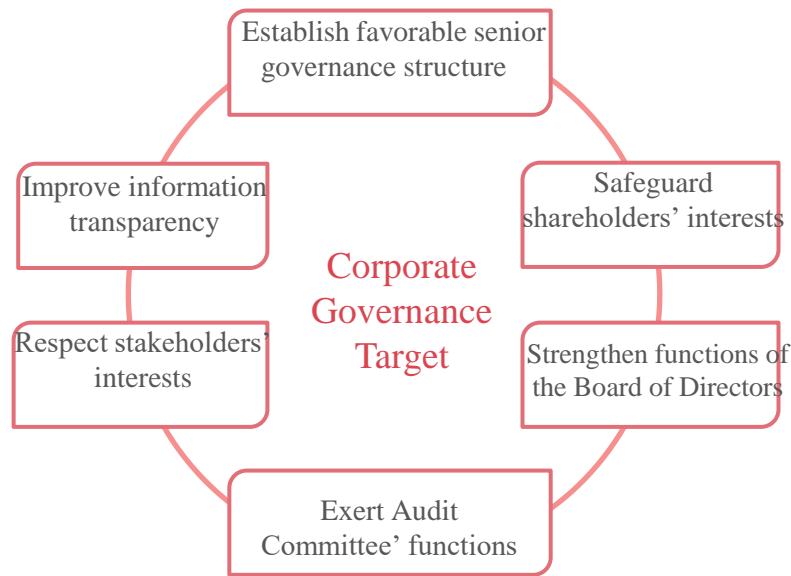 Establish favorable senior
governance structure
Improve information
transparency
Safeguard
shareholders’ interests
Corporate
Governance
Target
Respect stakeholders’
interests
Strengthen functions of
the Board of Directors
Exert Audit
Committee’ functions